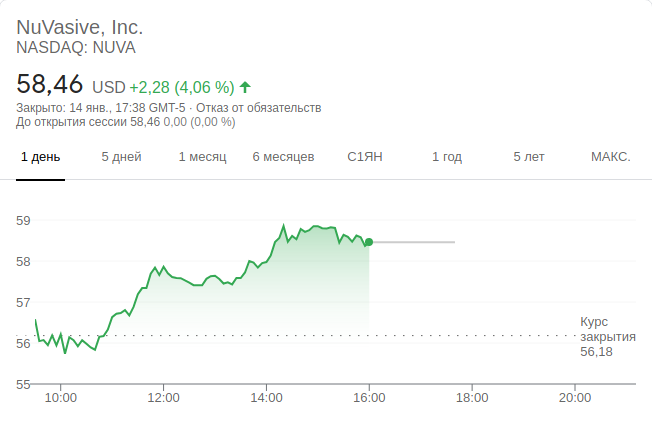 NuVasive, Inc.
NASDAQ: NUVA
58,46 USD +2,28 (4,06 %)
Закрыто: 14 янв., 17:38 GMT-5 · Отказ от обязательств
До открытия сессии 58,46 0,00 (0,00 %)
1 день 5 дней 1 месяц 6 месяцев С1ЯН 1 год 5 лет МАКС.
59
58
57
Курс
закрытия
56,18
56
55
10:00 12:00 14:00 16:00 18:00 20:00